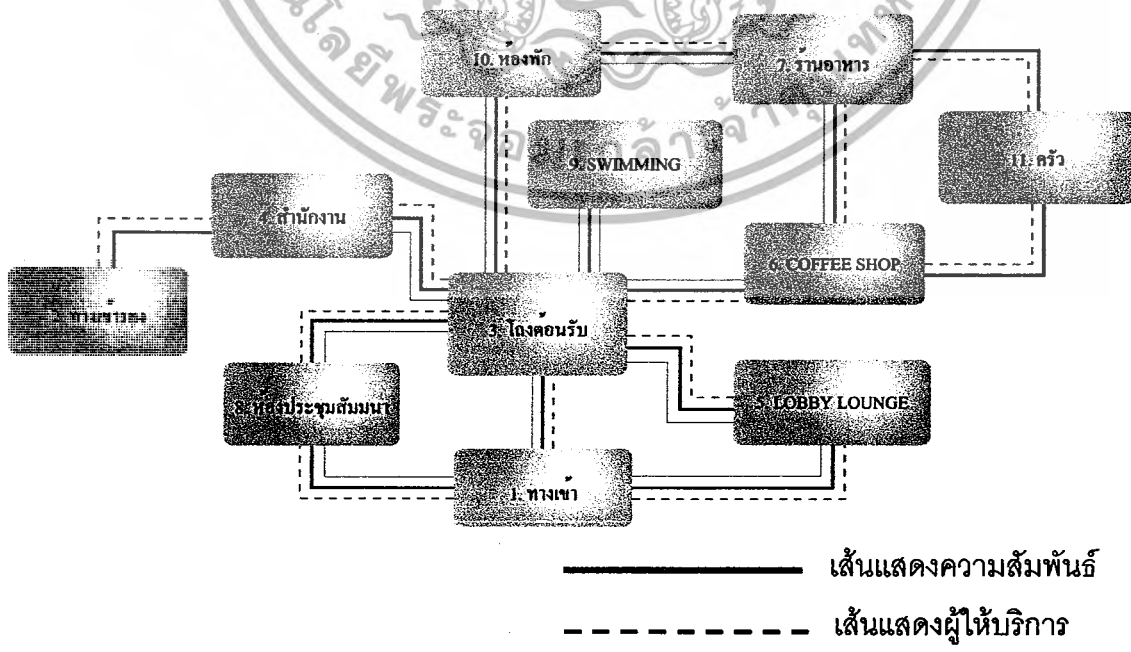 10. ห้องพัก
7. ร้านอาหาร
9. SWIMMING
11. ครัว
4. สำนักงาน
6. COFFEE SHOP
3. โถงต้อนรับ
8. ห้องประชุมสัมมนา
5. LOBBY LOUNGE
1. ทางเข้า
เส้นแสดงความสัมพันธ์
เส้นแสดงผู้ให้บริการ